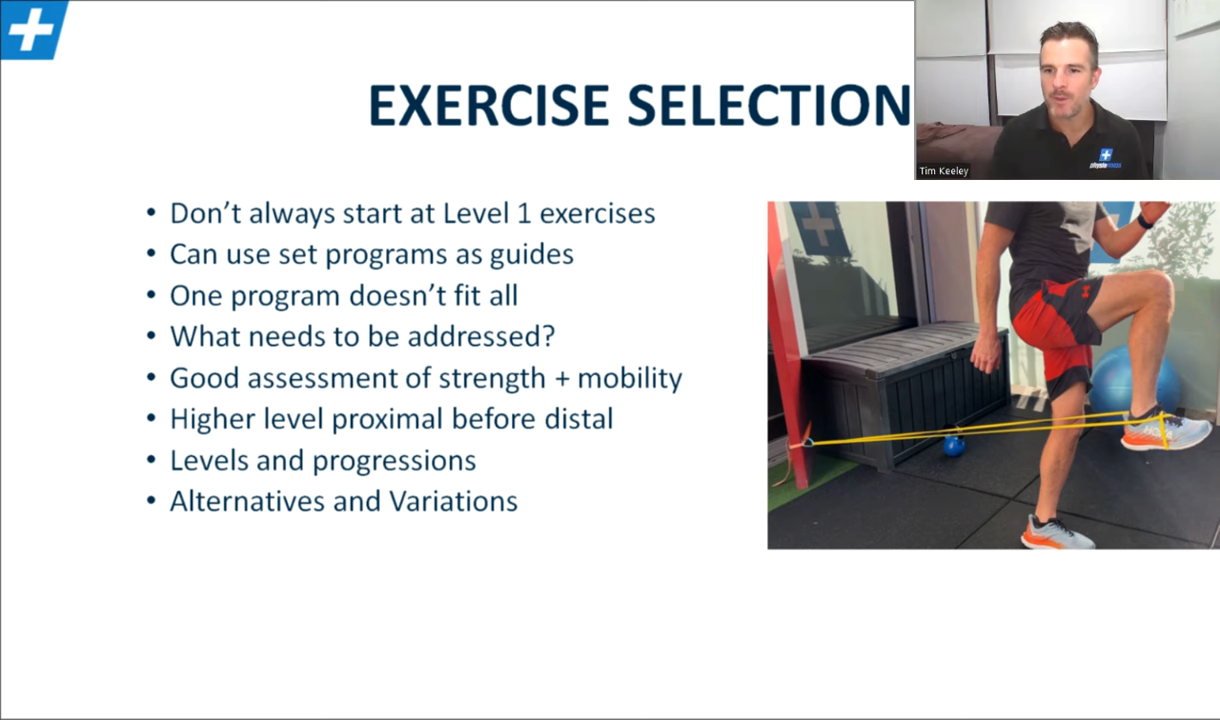 EXERCISE SELECTION
Tim Keeley
• Don’t always start at Level 1 exercises
• Can use set programs as guides
• One program doesn’t fit all
• What needs to be addressed?
• Good assessment of strength + mobility
• Higher level proximal before distal
• Levels and progressions
• Alternatives and Variations